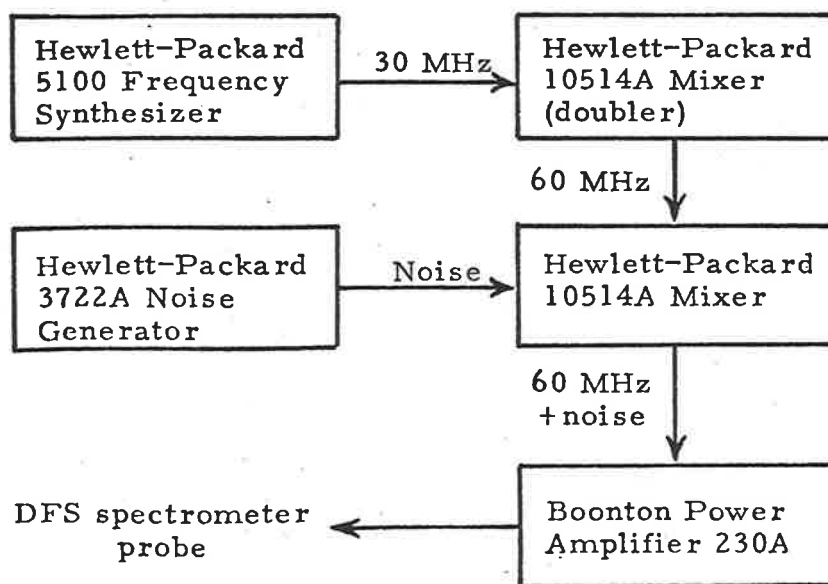 Hewlett-Packard
5100 Frequency
Synthesizer
30 MHz
Hewlett-Packard
10514A Mixer
(doubler)
60 MHz
Hewlett-Packard
3722A Noise
Generator
Noise
Hewlett-Packard
10514A Mixer
60 MHz
+noise
DFS spectrometer
probe
Boonton Power
Amplifier 230A